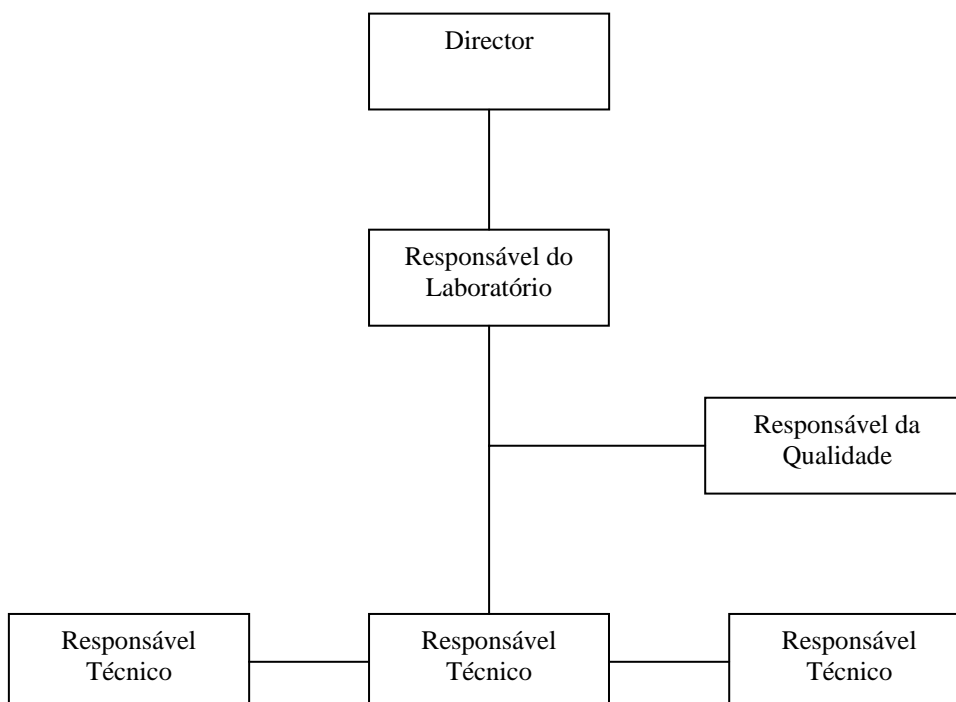 Director
Responsável do
Laboratório
Responsável da
Qualidade
Responsável
Técnico
Responsável
Técnico
Responsável
Técnico